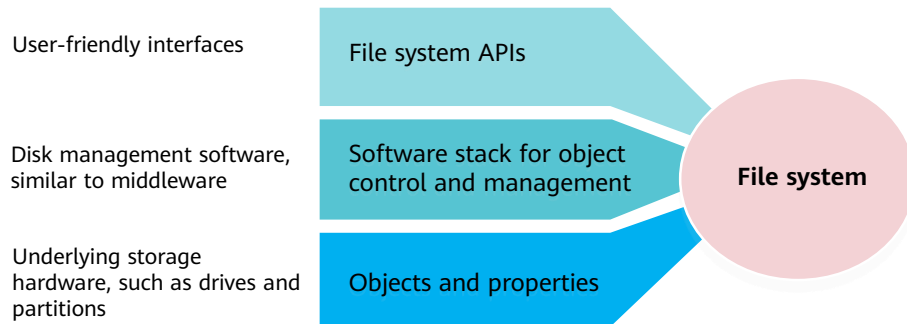 User-friendly interfaces
File system APIs
Disk management software,
similar to middleware
Software stack for object
control and management
File system
Underlying storage
hardware, such as drives and
partitions
Objects and properties